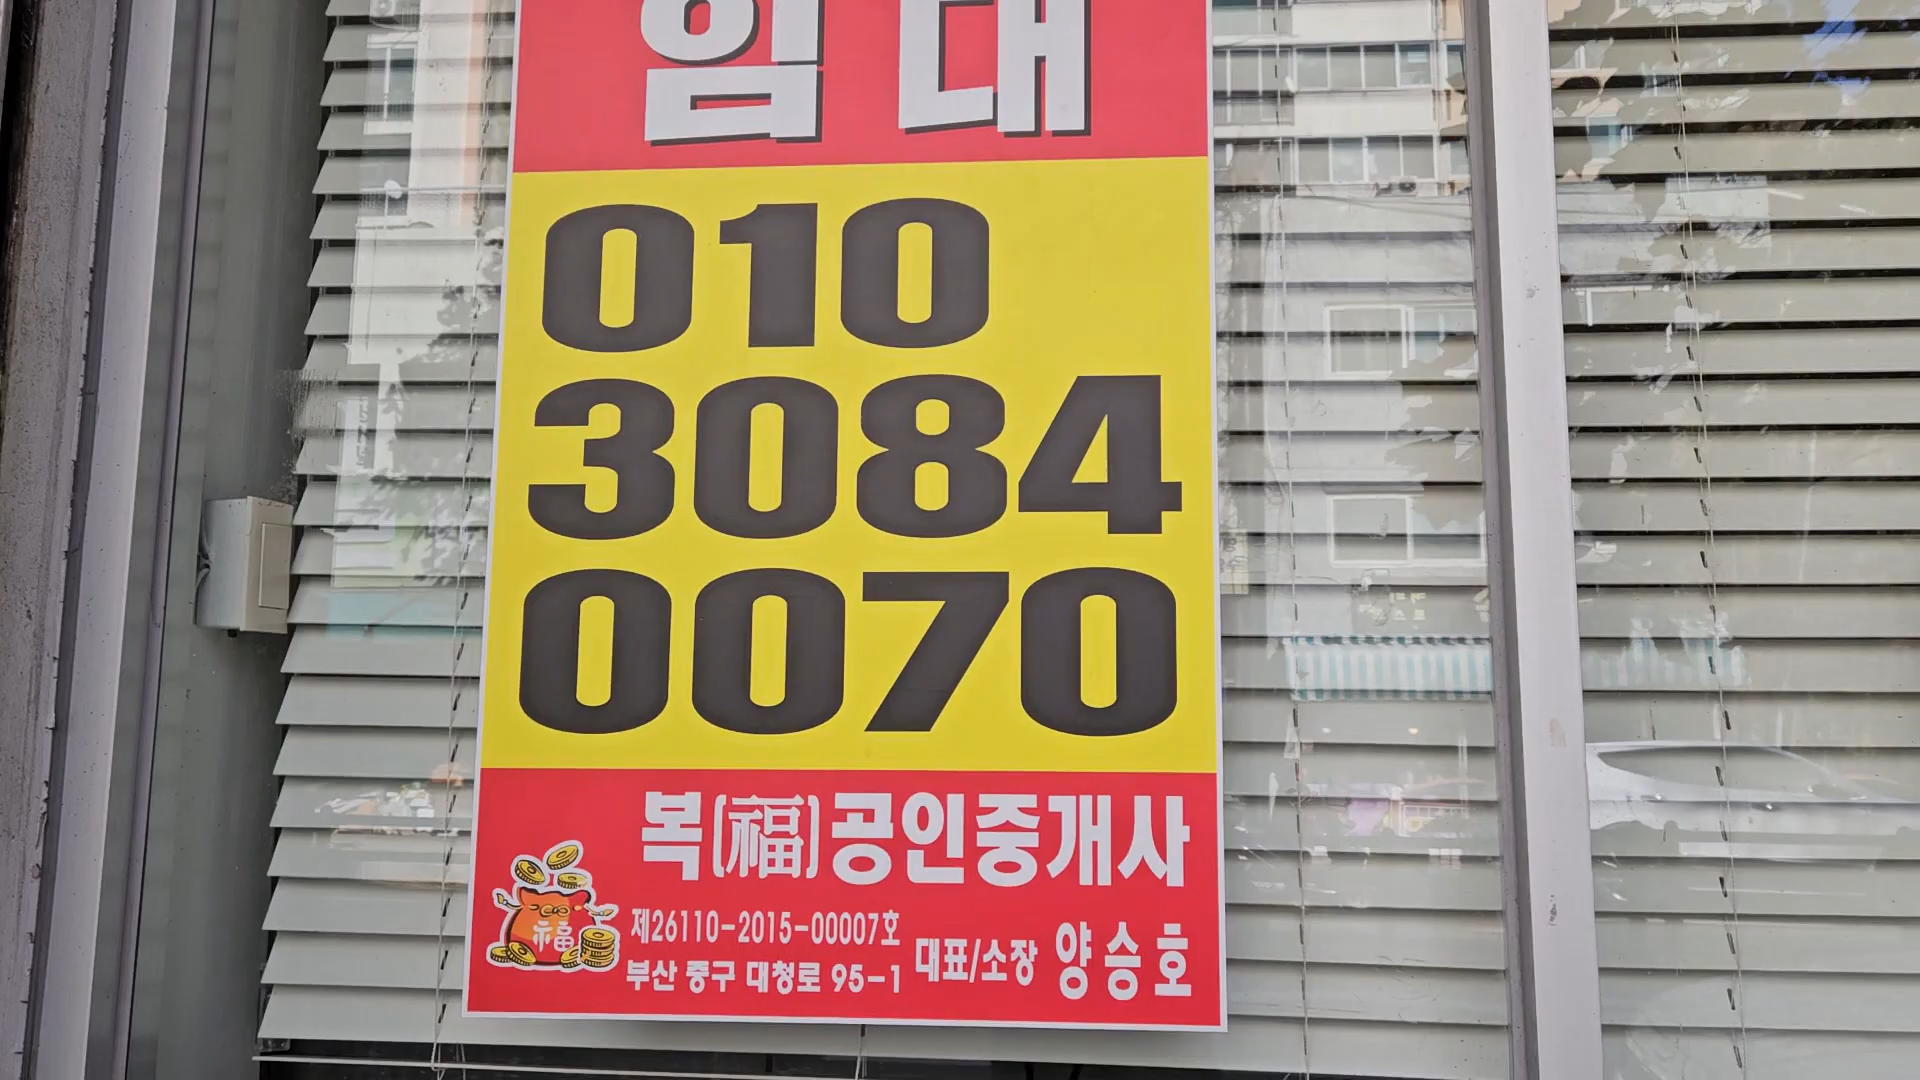 임대
010
3084
0070
복(福)공인중개사
福
제26110-2015-00007호
부산 중구 대청로 95-1
대표/소장 양승호